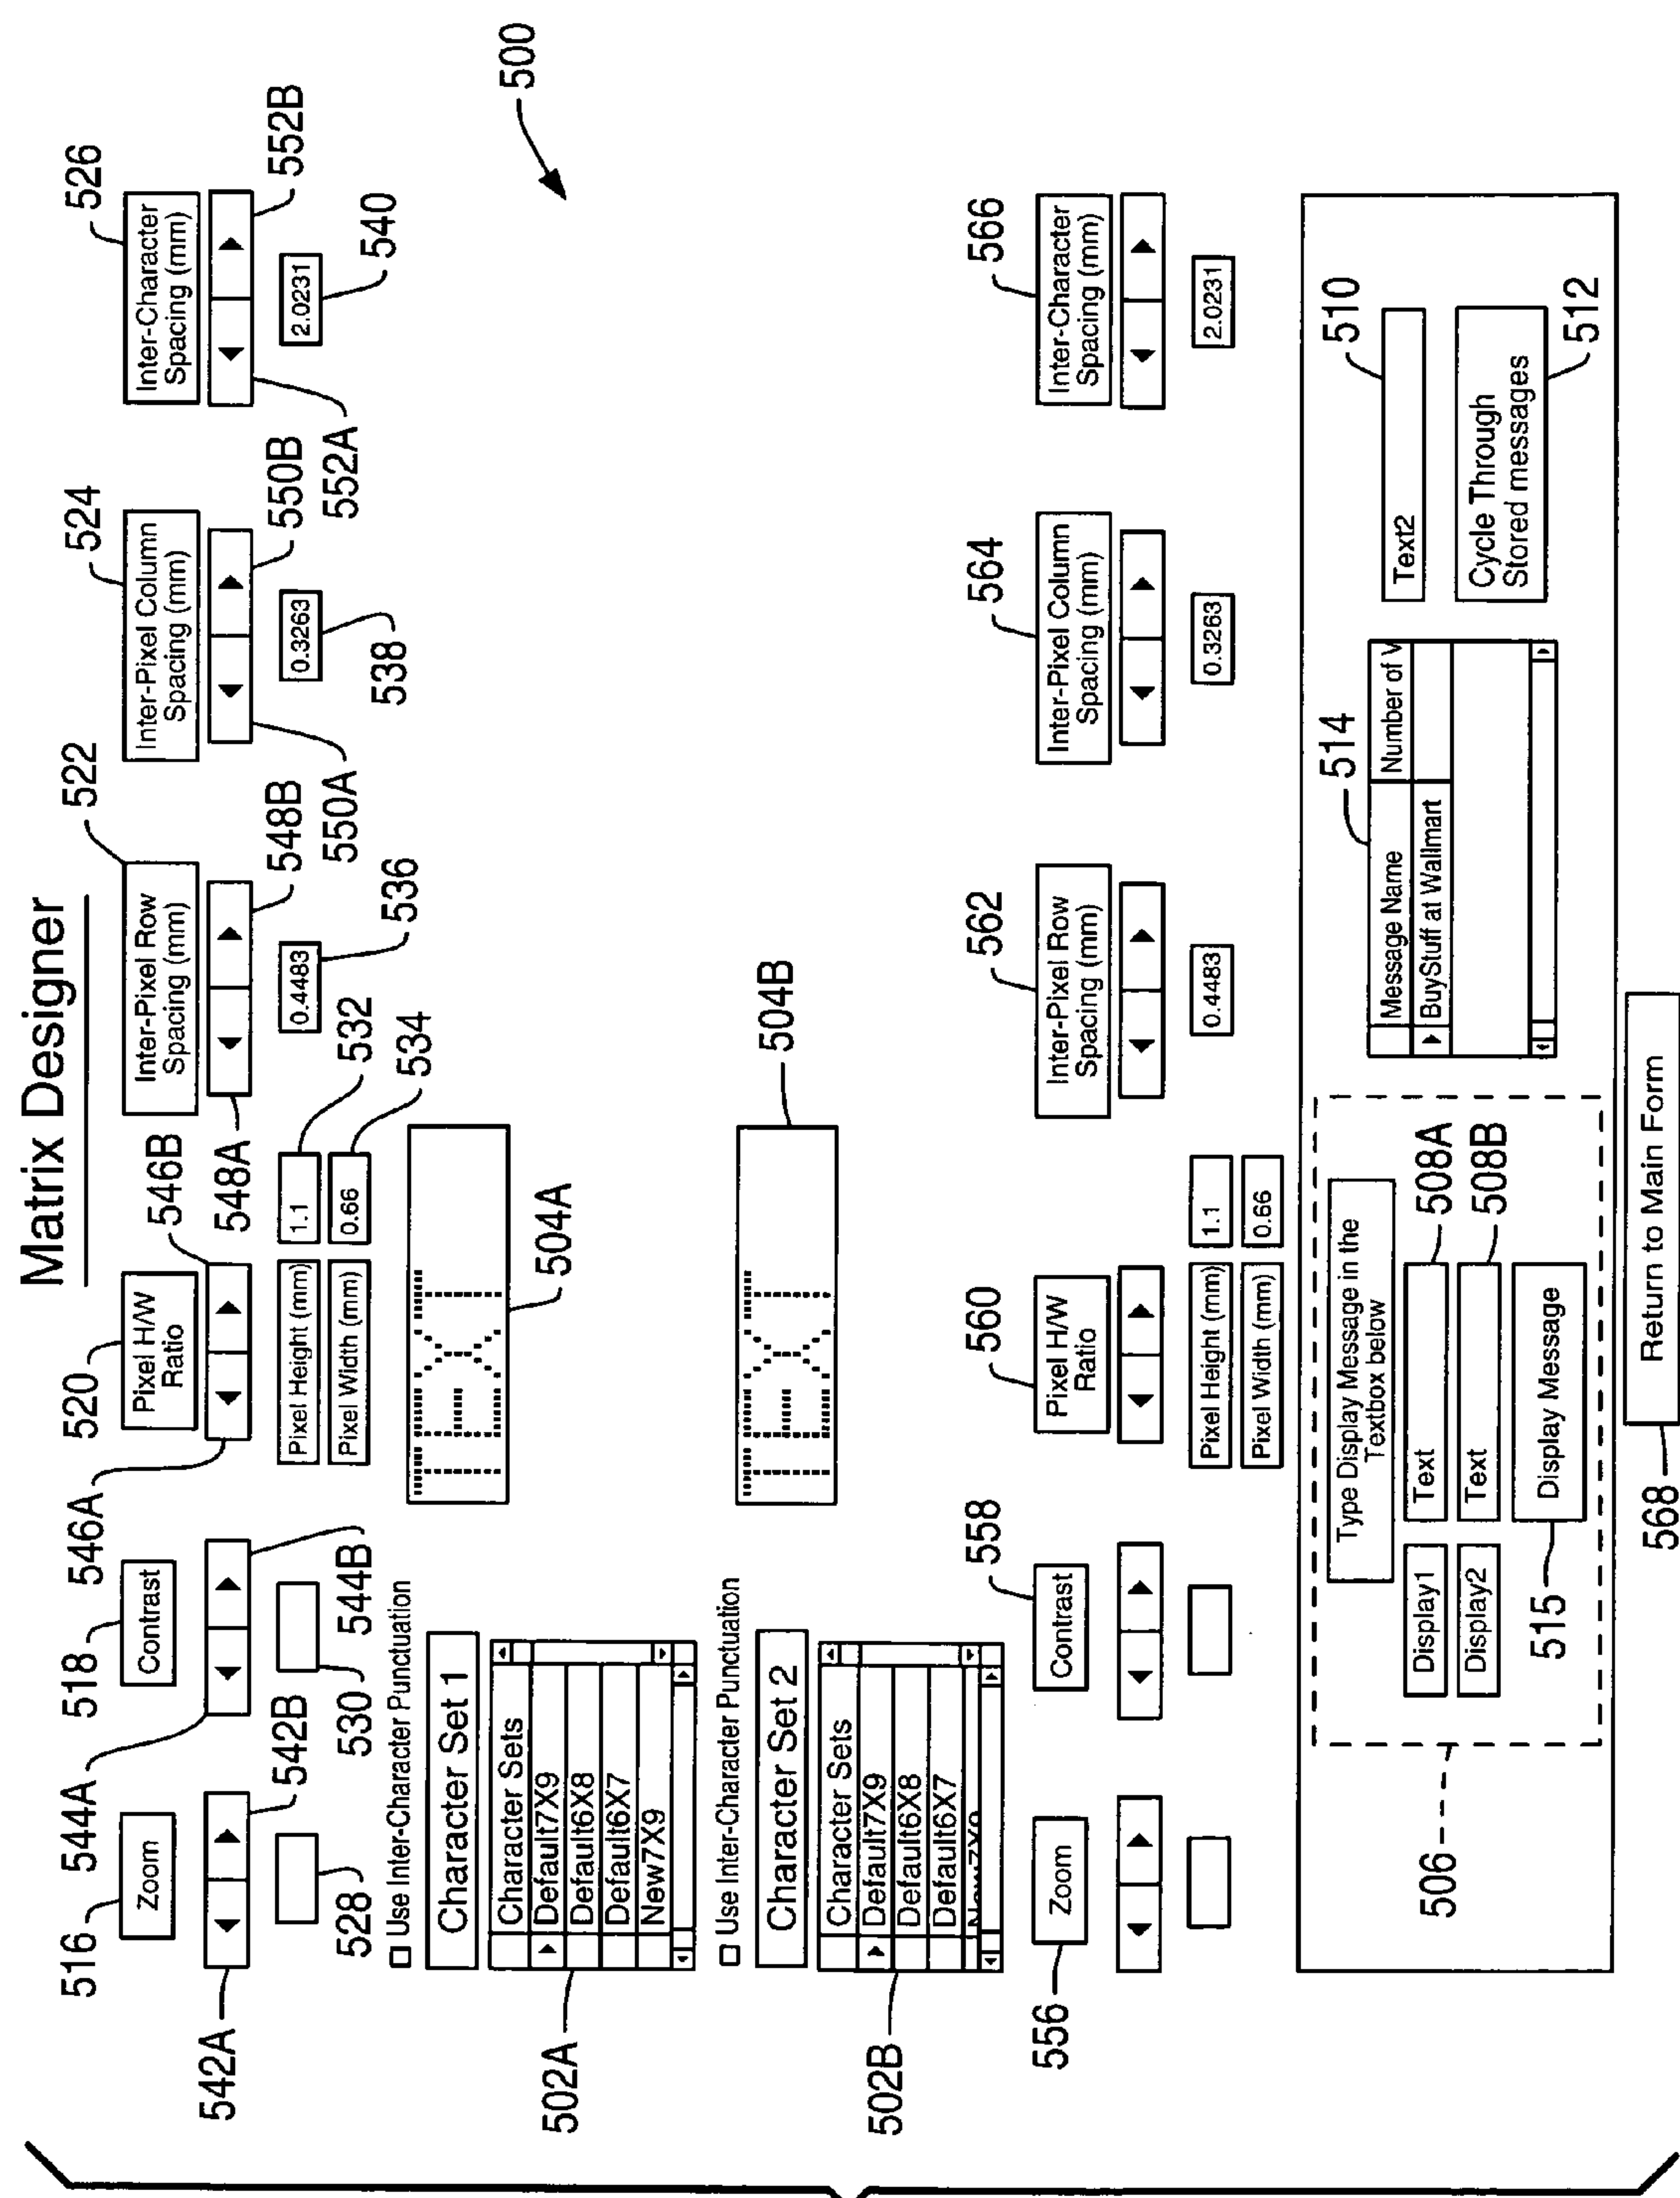 Matrix Designer
516
518
520
522
524
526
Zoom
Contrast
Pixel H/W
Ratio
Inter-Pixel Row
Spacing (mm)
Inter-Pixel Column
Spacing (mm)
Inter-Character
Spacing (mm)
542A
544A
542B
546A
546B
548A
548B
550A
550B
552A
552B
528
530
544B
Pixel Height (mm)
1.1
532
Pixel Width (mm)
0.66
534
0.4483
536
0.3263
538
2.0231
540
500
Use Inter-Character Punctuation
Character Set 1
Character Sets
Default7X9
Default6X8
Default6X7
New7X9
502A
TEXT
504A
Use Inter-Character Punctuation
Character Set 2
Character Sets
Default7X9
Default6X8
Default6X7
New7X9
502B
TEXT
504B
556
558
560
562
564
566
Zoom
Contrast
Pixel H/W
Ratio
Inter-Pixel Row
Spacing (mm)
Inter-Pixel Column
Spacing (mm)
Inter-Character
Spacing (mm)
Pixel Height (mm)
1.1
Pixel Width (mm)
0.66
0.4483
0.3263
2.0231
506
Type Display Message in the
Textbox below
Display1
Text
508A
Display2
Text
508B
515
Display Message
514
Message Name
Number of V
BuyStuff at Wallmart
Text2
510
Cycle Through
Stored messages
512
568
Return to Main Form